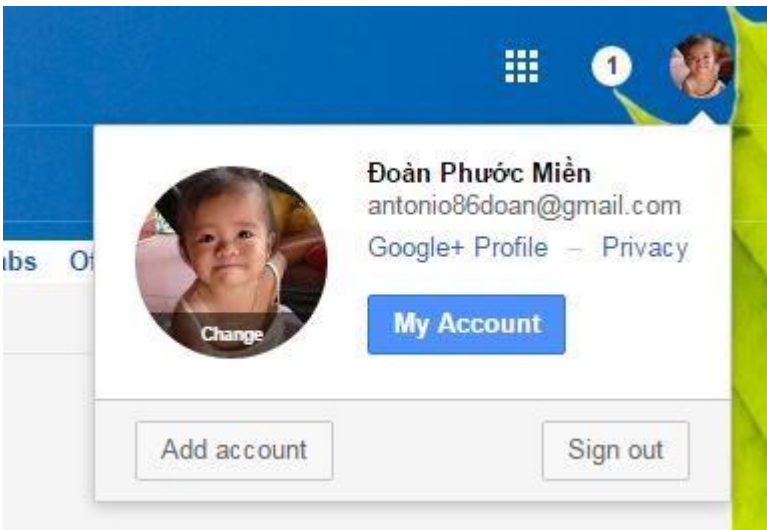 1
Đoàn Phước Miền
antonio86doan@gmail.com
Google+ Profile – Privacy
My Account
Change
Add account Sign out